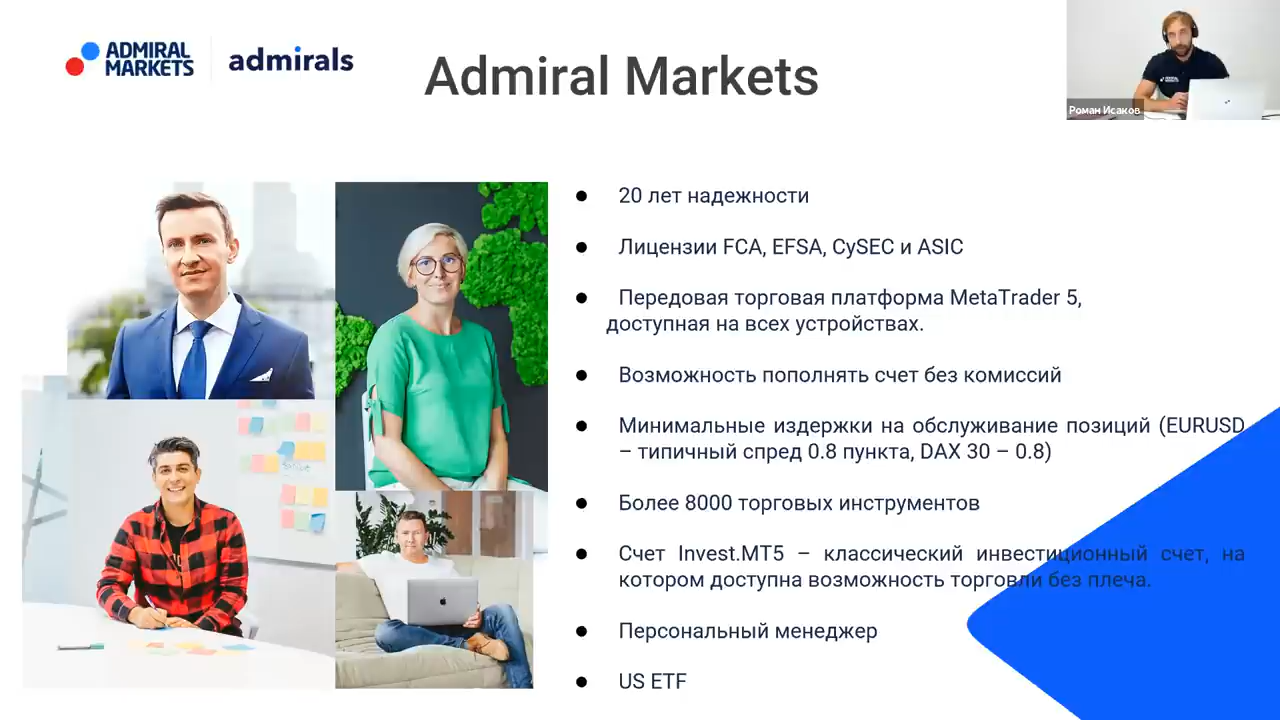 ADMIRAL
MARKETS
admirals
Admiral Markets
Роман Исаков
20 лет надежности
Лицензии FCA, EFSA, CySEC и ASIC
Передовая торговая платформа MetaTrader 5,
доступная на всех устройствах.
Возможность пополнять счет без комиссий
Минимальные издержки на обслуживание позиций (EURUSD
– типичный спред 0.8 пункта, DAX 30 – 0.8)
Более 8000 торговых инструментов
Счет Invest.MT5 – классический инвестиционный счет, на
котором доступна возможность торговли без плеча.
Персональный менеджер
US ETF